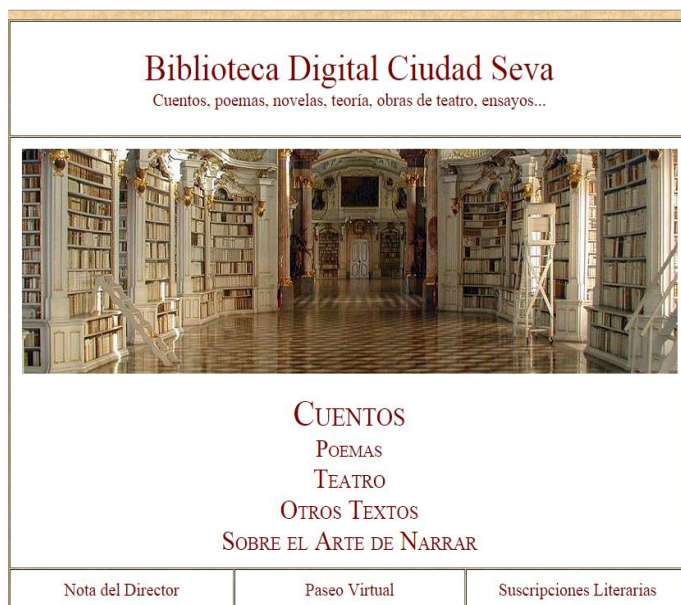 Biblioteca Digital Ciudad Seva
Cuentos, poemas, novelas, teoría, obras de teatro, ensayos...
CUENTOS
POEMAS
TEATRO
OTROS TEXTOS
SOBRE EL ARTE DE NARRAR
Nota del Director
Paseo Virtual
Suscripciones Literarias